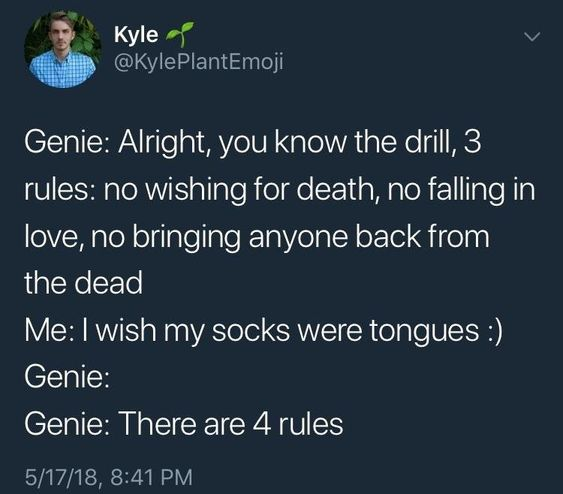 Kyle 🌱
@KylePlantEmoji
Genie: Alright, you know the drill, 3
rules: no wishing for death, no falling in
love, no bringing anyone back from
the dead
Me: I wish my socks were tongues :)
Genie:
Genie: There are 4 rules
5/17/18, 8:41 PM